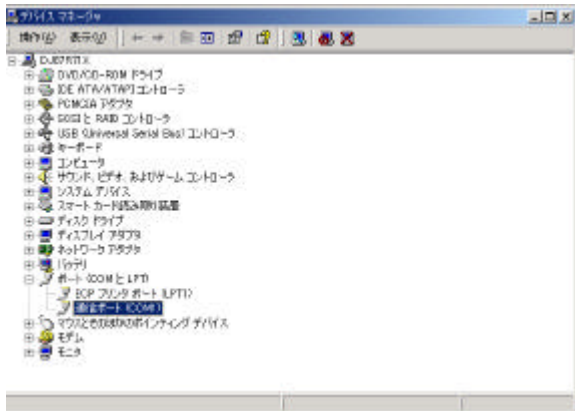 デバイス マネージャ
操作(A) 表示(V)
DVD/CD-ROM ドライブ
IDE ATA/ATAPI コントローラ
PCMCIA アダプタ
SCSI と RAID コントローラ
USB (Universal Serial Bus) コントローラ
キーボード
コンピュータ
サウンド、ビデオ、およびゲーム コントローラ
システム デバイス
スマート カード読み取り装置
ディスク ドライブ
ディスプレイ アダプタ
ネットワーク アダプタ
バッテリ
ポート (COM と LPT)
ECP プリンタ ポート (LPT1)
通信ポート (COM1)
マウスとそのほかのポインティング デバイス
モデム
モニタ